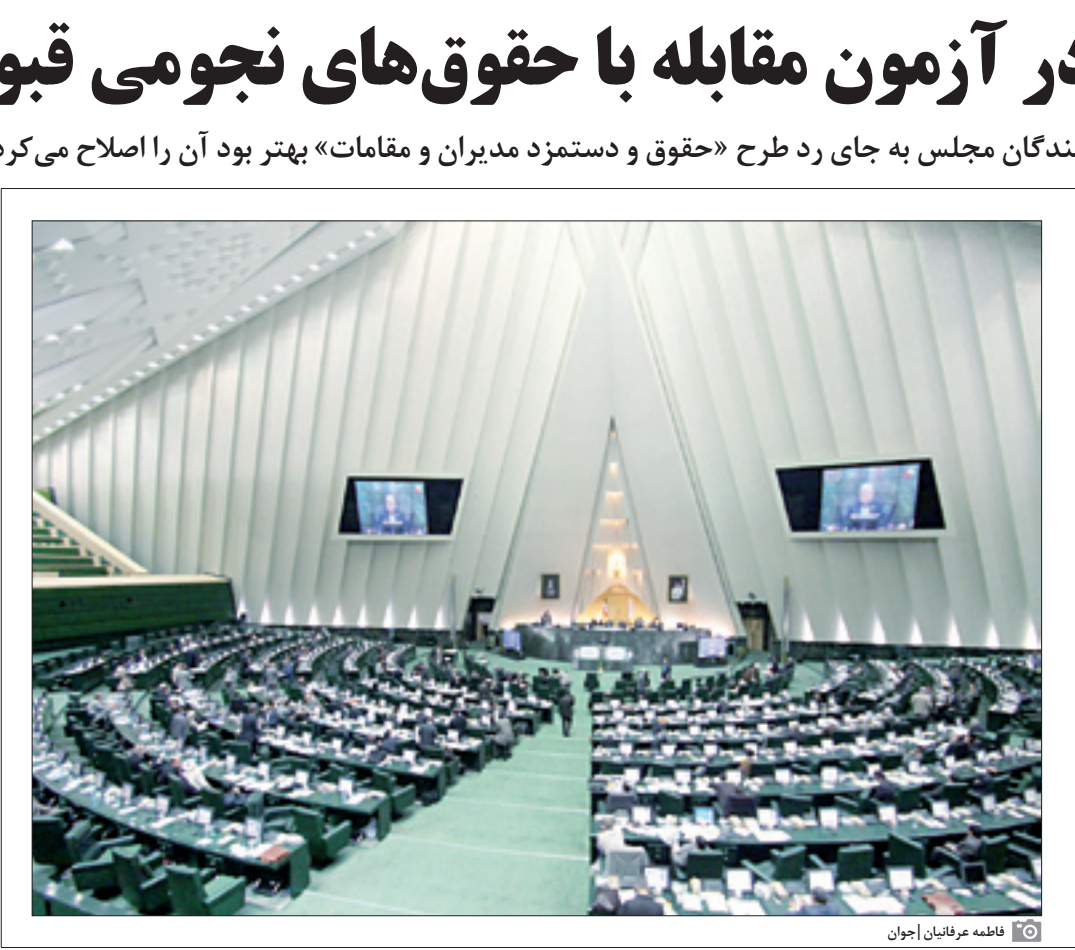 در آزمون مقابله با حقوق‌های نجومی قبو
ندگان مجلس به جای رد طرح «حقوق و دستمزد مدیران و مقامات» بهتر بود آن را اصلاح می‌کرد
فاطمه عرفانیان | جوان